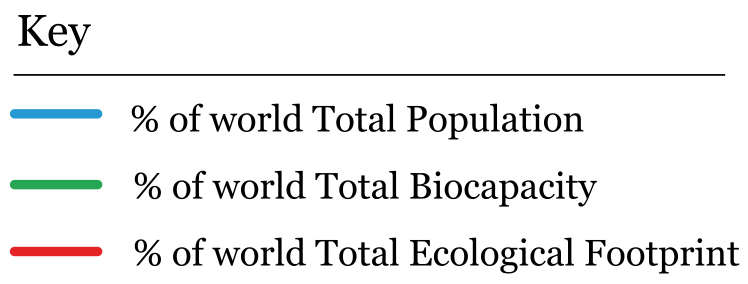 Key
% of world Total Population
% of world Total Biocapacity
% of world Total Ecological Footprint